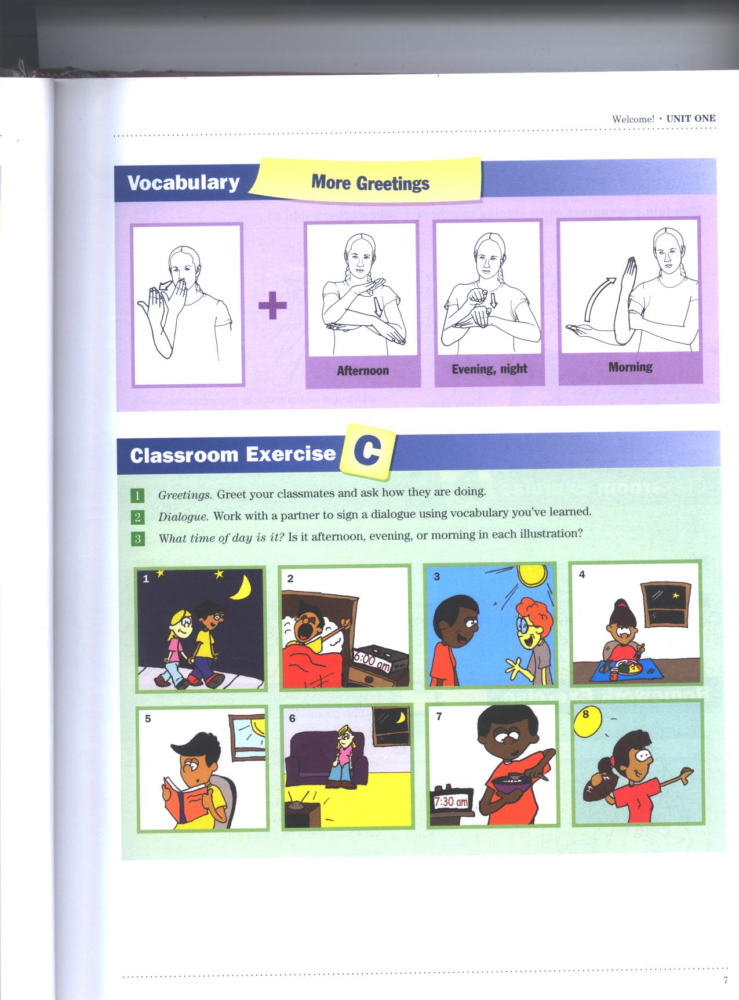 Welcome! • UNIT ONE
Vocabulary
More Greetings
Afternoon
Evening, night
Morning
Classroom Exercise C
1 Greetings. Greet your classmates and ask how they are doing.
2 Dialogue. Work with a partner to sign a dialogue using vocabulary you've learned.
3 What time of day is it? Is it afternoon, evening, or morning in each illustration?
1
2
6:00 am
3
4
5
6
7
7:30 am
8
7